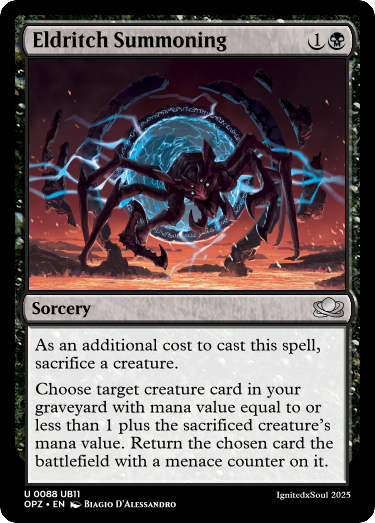 Eldritch Summoning 1
Sorcery
As an additional cost to cast this spell,
sacrifice a creature.
Choose target creature card in your
graveyard with mana value equal to or
less than 1 plus the sacrificed creature's
mana value. Return the chosen card the
battlefield with a menace counter on it.
U 0088 UB11
OPZ • EN Biagio D'Alessandro
IgnitedxSoul 2025